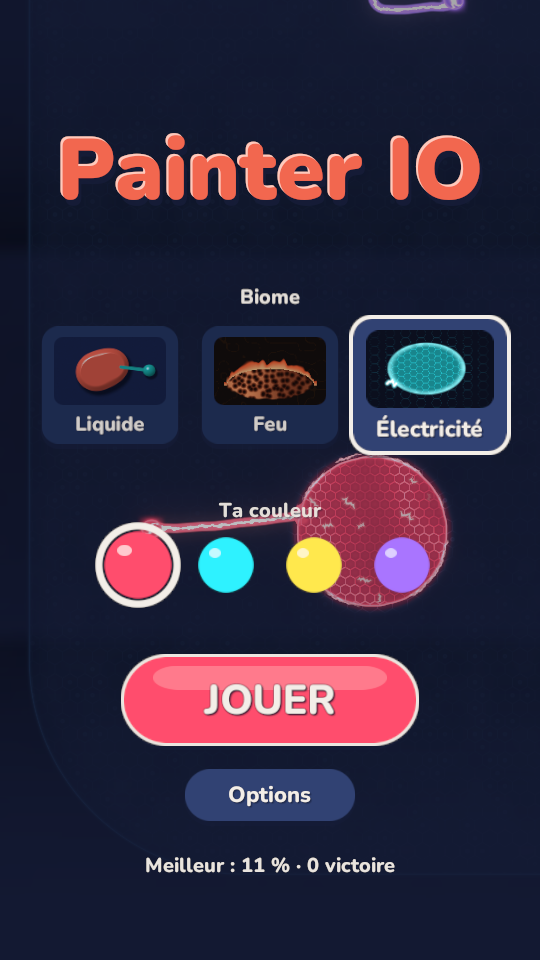 Painter IO
Biome
Liquide
Feu
Électricité
Ta couleur
JOUER
Options
Meilleur : 11 % · 0 victoire